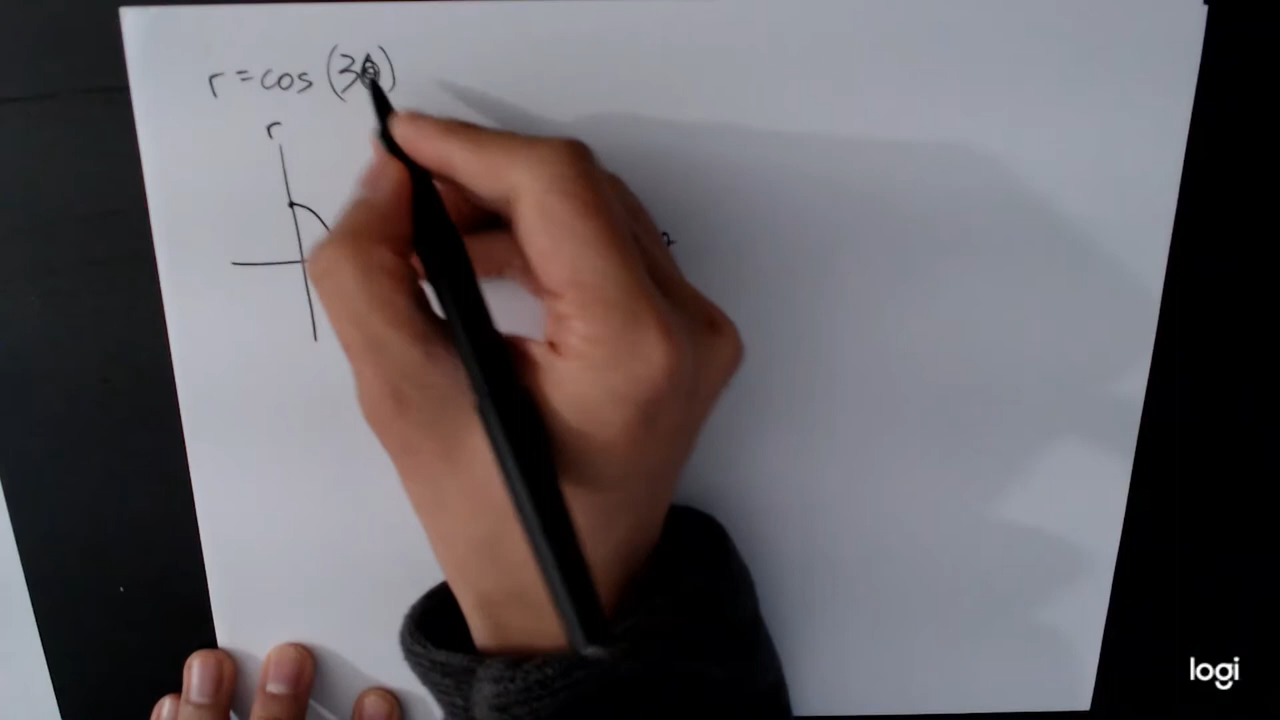 r = cos (3θ)
r
logi